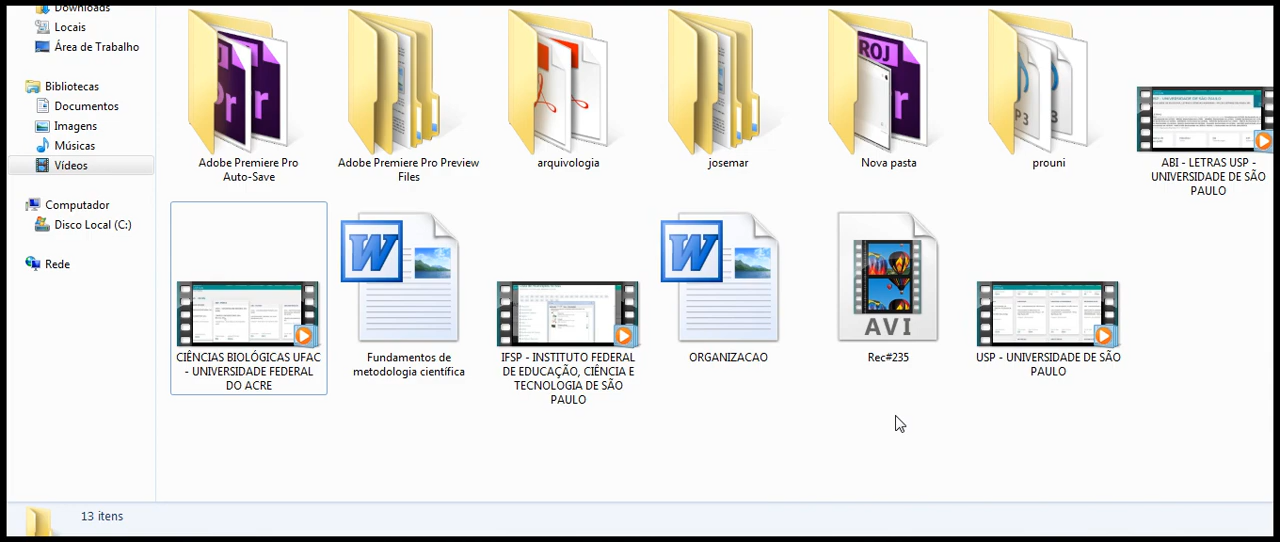 Downloads
Locais
Área de Trabalho
Bibliotecas
Documentos
Imagens
Músicas
Vídeos
Computador
Disco Local (C:)
Rede
Adobe Premiere Pro
Auto-Save
Adobe Premiere Pro Preview
Files
arquivologia
josemar
Nova pasta
prouni
ABI - LETRAS USP -
UNIVERSIDADE DE SÃO
PAULO
CIÊNCIAS BIOLÓGICAS UFAC
- UNIVERSIDADE FEDERAL
DO ACRE
Fundamentos de
metodologia científica
IFSP - INSTITUTO FEDERAL
DE EDUCAÇÃO, CIÊNCIA E
TECNOLOGIA DE SÃO
PAULO
ORGANIZACAO
AVI
Rec#235
USP - UNIVERSIDADE DE SÃO
PAULO
13 itens